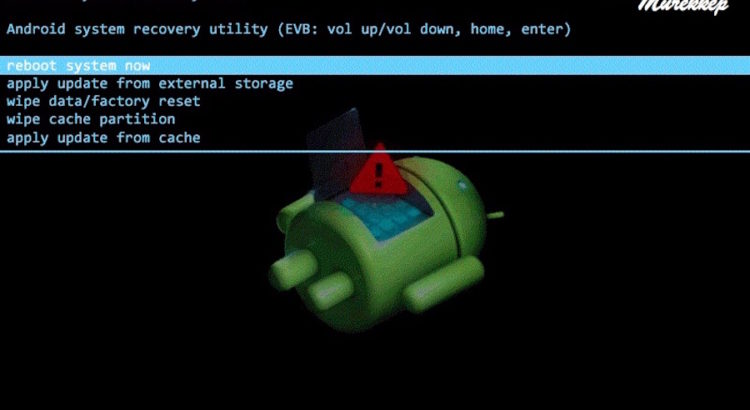 Mürekkep
Android system recovery utility (EVB: vol up/vol down, home, enter)
reboot system now
apply update from external storage
wipe data/factory reset
wipe cache partition
apply update from cache
!